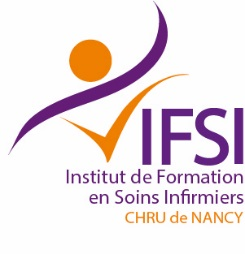 IFSI
Institut de Formation
en Soins Infirmiers
CHRU de NANCY